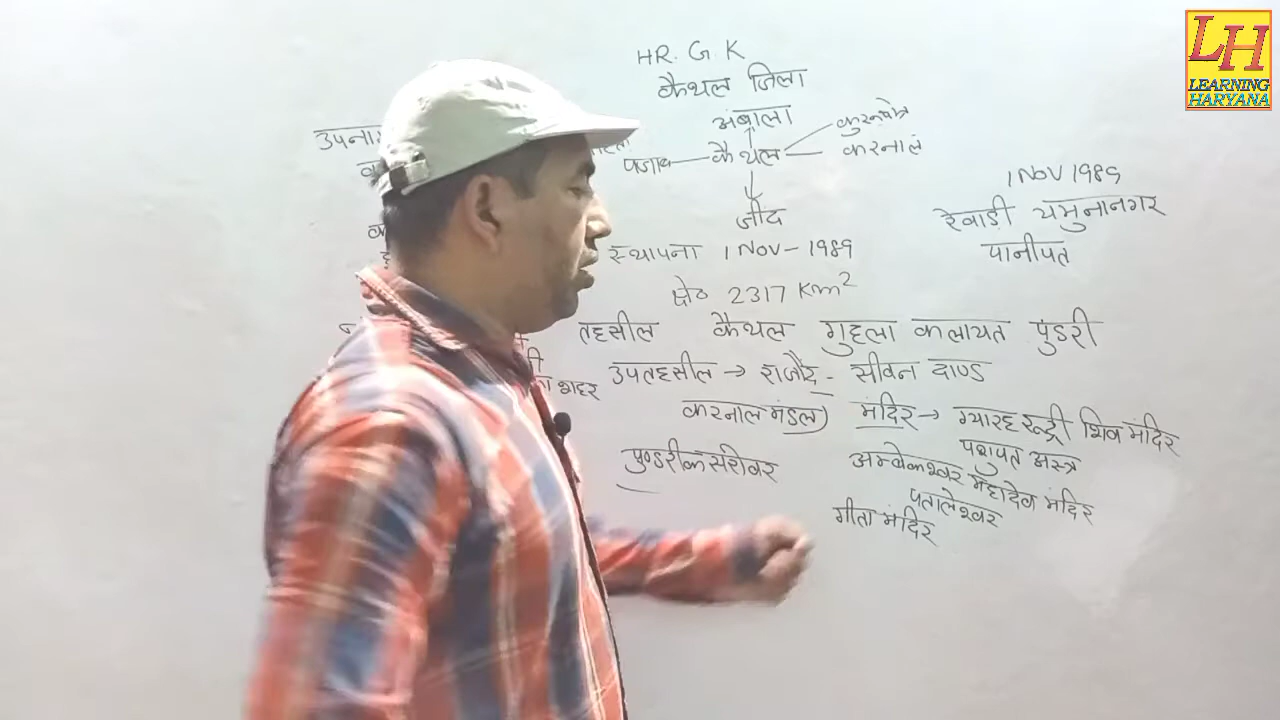 LH
LEARNING
HARYANA
HR. G. K
कैथल जिला
अंबाला
पंजाब कैथल कुरुक्षेत्र
करनाल
जींद
1 Nov 1989
रेवाड़ी यमुनानगर
पानीपत
स्थापना 1 Nov - 1989
क्षे० 2317 Km²
तहसील कैथल गुहला कलायत पुंडरी
शहर
उपतहसील → राजौंद - सीवन दाण्ड
करनाल मंडल) मंदिर → ग्यारह रुद्री शिव मंदिर
पशुपत अस्त्र
पुण्डरीक सरोवर अम्बकेश्वर महादेव मंदिर
पतालेश्वर
गीता मंदिर